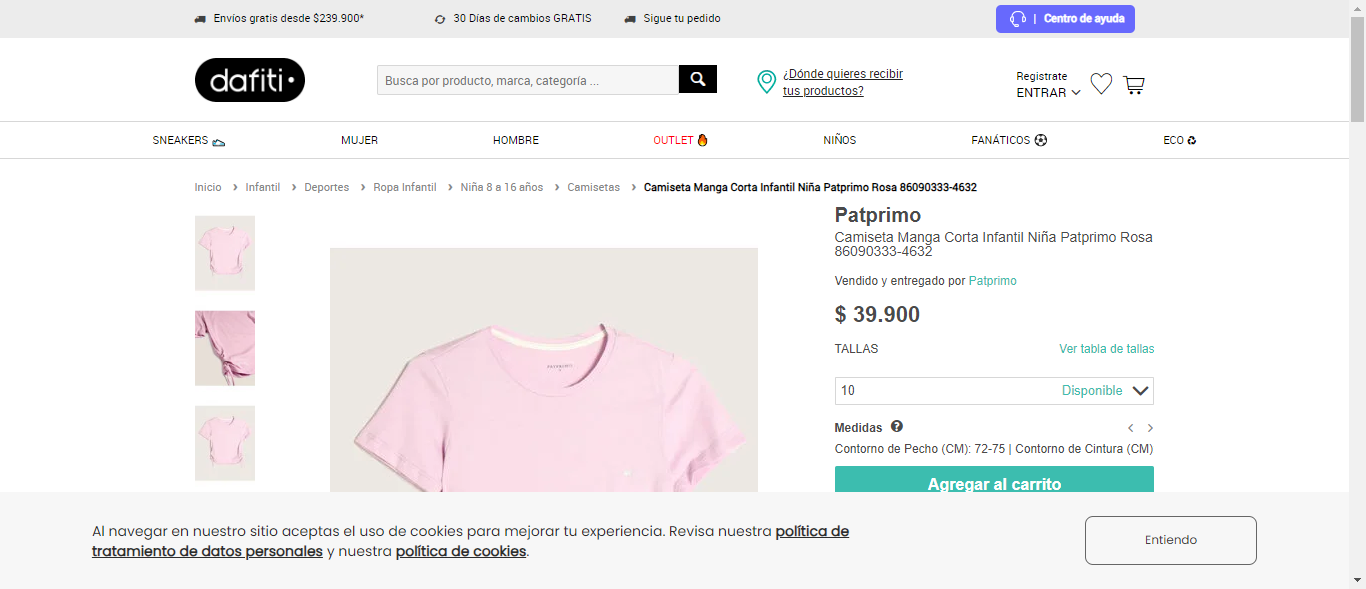 Envíos gratis desde $239.900*
30 Días de cambios GRATIS
Sigue tu pedido
| Centro de ayuda
dafiti
Busca por producto, marca, categoría ...
¿Dónde quieres recibir
tus productos?
Registrate
ENTRAR
SNEAKERS
MUJER
HOMBRE
OUTLET
NIÑOS
FANÁTICOS
ECO
Inicio > Infantil > Deportes > Ropa Infantil > Niña 8 a 16 años > Camisetas > Camiseta Manga Corta Infantil Niña Patprimo Rosa 86090333-4632
Patprimo
Camiseta Manga Corta Infantil Niña Patprimo Rosa
86090333-4632
Vendido y entregado por Patprimo
$ 39.900
TALLAS
Ver tabla de tallas
10
Disponible
Medidas
Contorno de Pecho (CM): 72-75 | Contorno de Cintura (CM)
Agregar al carrito
Al navegar en nuestro sitio aceptas el uso de cookies para mejorar tu experiencia. Revisa nuestra política de
tratamiento de datos personales y nuestra política de cookies.
Entiendo